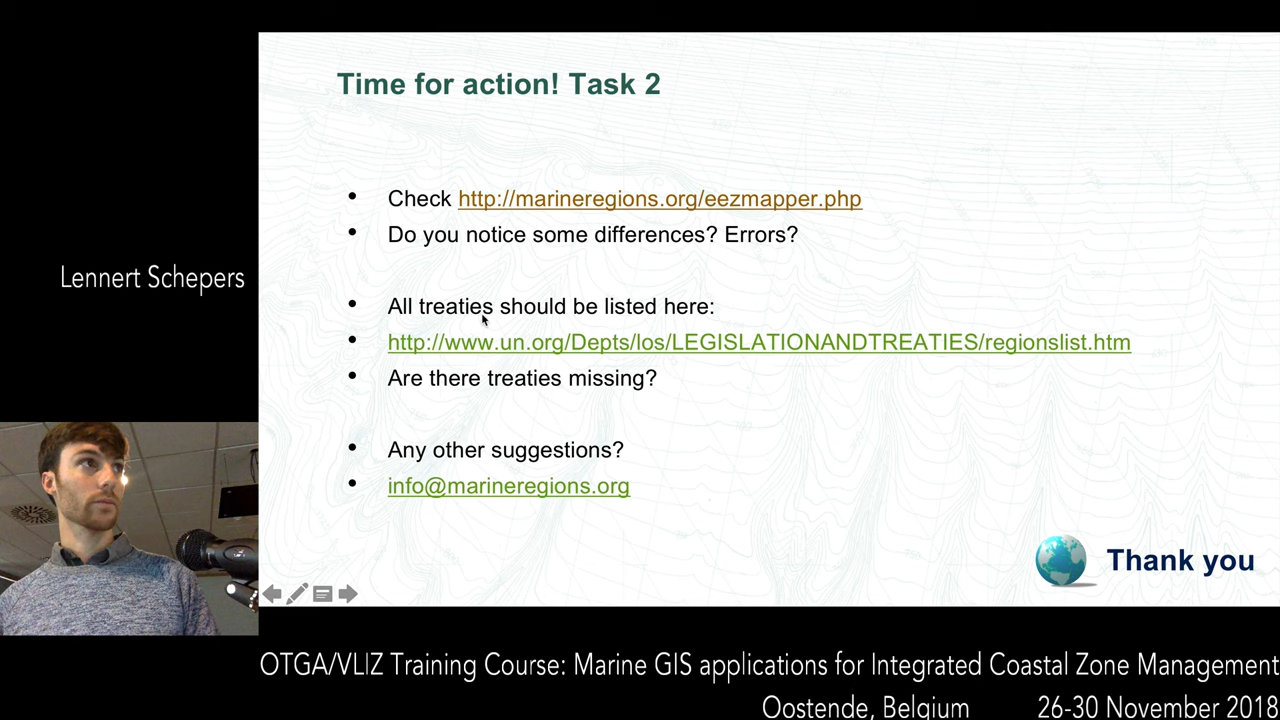 Time for action! Task 2
• Check http://marineregions.org/eezmapper.php
• Do you notice some differences? Errors?
• All treaties should be listed here:
• http://www.un.org/Depts/los/LEGISLATIONANDTREATIES/regionslist.htm
• Are there treaties missing?
• Any other suggestions?
• info@marineregions.org
Lennert Schepers
Thank you
OTGA/VLIZ Training Course: Marine GIS applications for Integrated Coastal Zone Management
Oostende, Belgium 26-30 November 2018